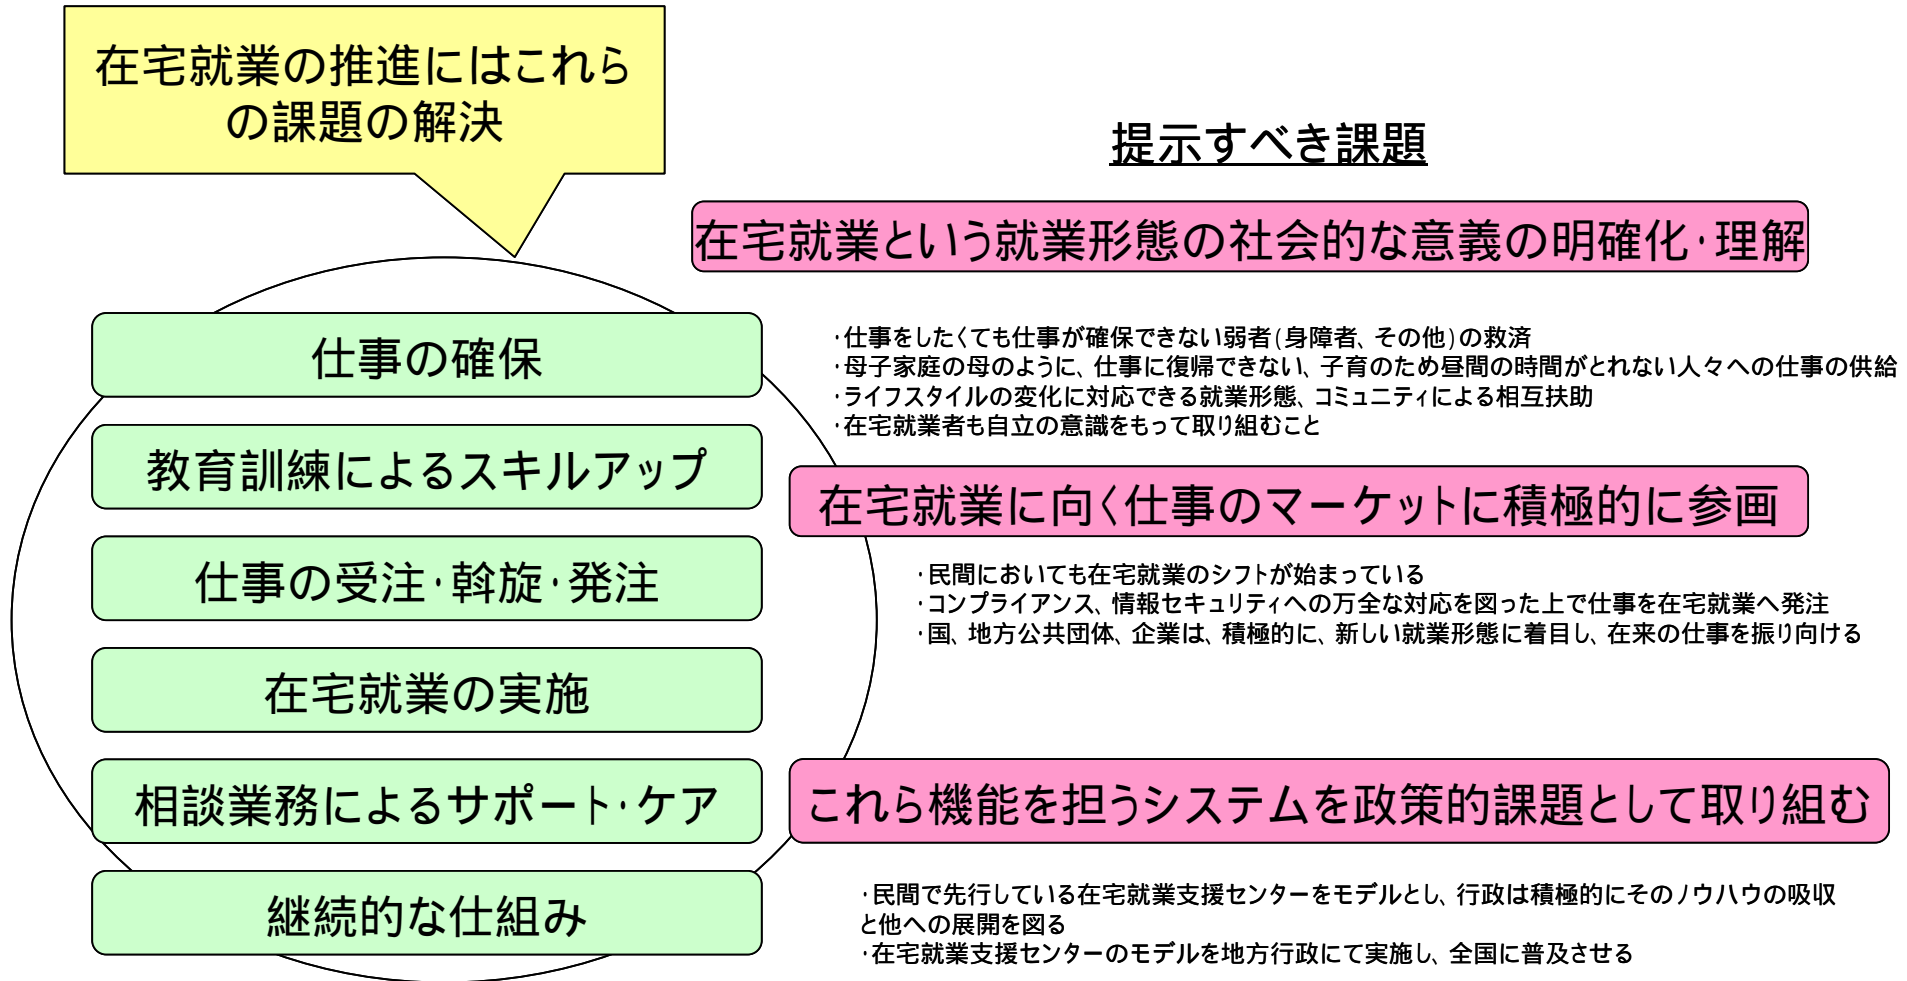 在宅就業の推進にはこれら
の課題の解決
提示すべき課題
在宅就業という就業形態の社会的な意義の明確化・理解
仕事の確保
教育訓練によるスキルアップ
仕事の受注・斡旋・発注
在宅就業の実施
相談業務によるサポート・ケア
継続的な仕組み
・仕事をしたくても仕事が確保できない弱者(身障者、その他)の救済
・母子家庭の母のように、仕事に復帰できない、子育のため昼間の時間がとれない人々への仕事の供給
・ライフスタイルの変化に対応できる就業形態、コミュニティによる相互扶助
・在宅就業者も自立の意識をもって取り組むこと
在宅就業に向く仕事のマーケットに積極的に参画
・民間においても在宅就業のシフトが始まっている
・コンプライアンス、情報セキュリティへの万全な対応を図った上で仕事を在宅就業へ発注
・国、地方公共団体、企業は、積極的に、新しい就業形態に着目し、在来の仕事を振り向ける
これら機能を担うシステムを政策的課題として取り組む
・民間で先行している在宅就業支援センターをモデルとし、行政は積極的にそのノウハウの吸収
と他への展開を図る
・在宅就業支援センターのモデルを地方行政にて実施し、全国に普及させる